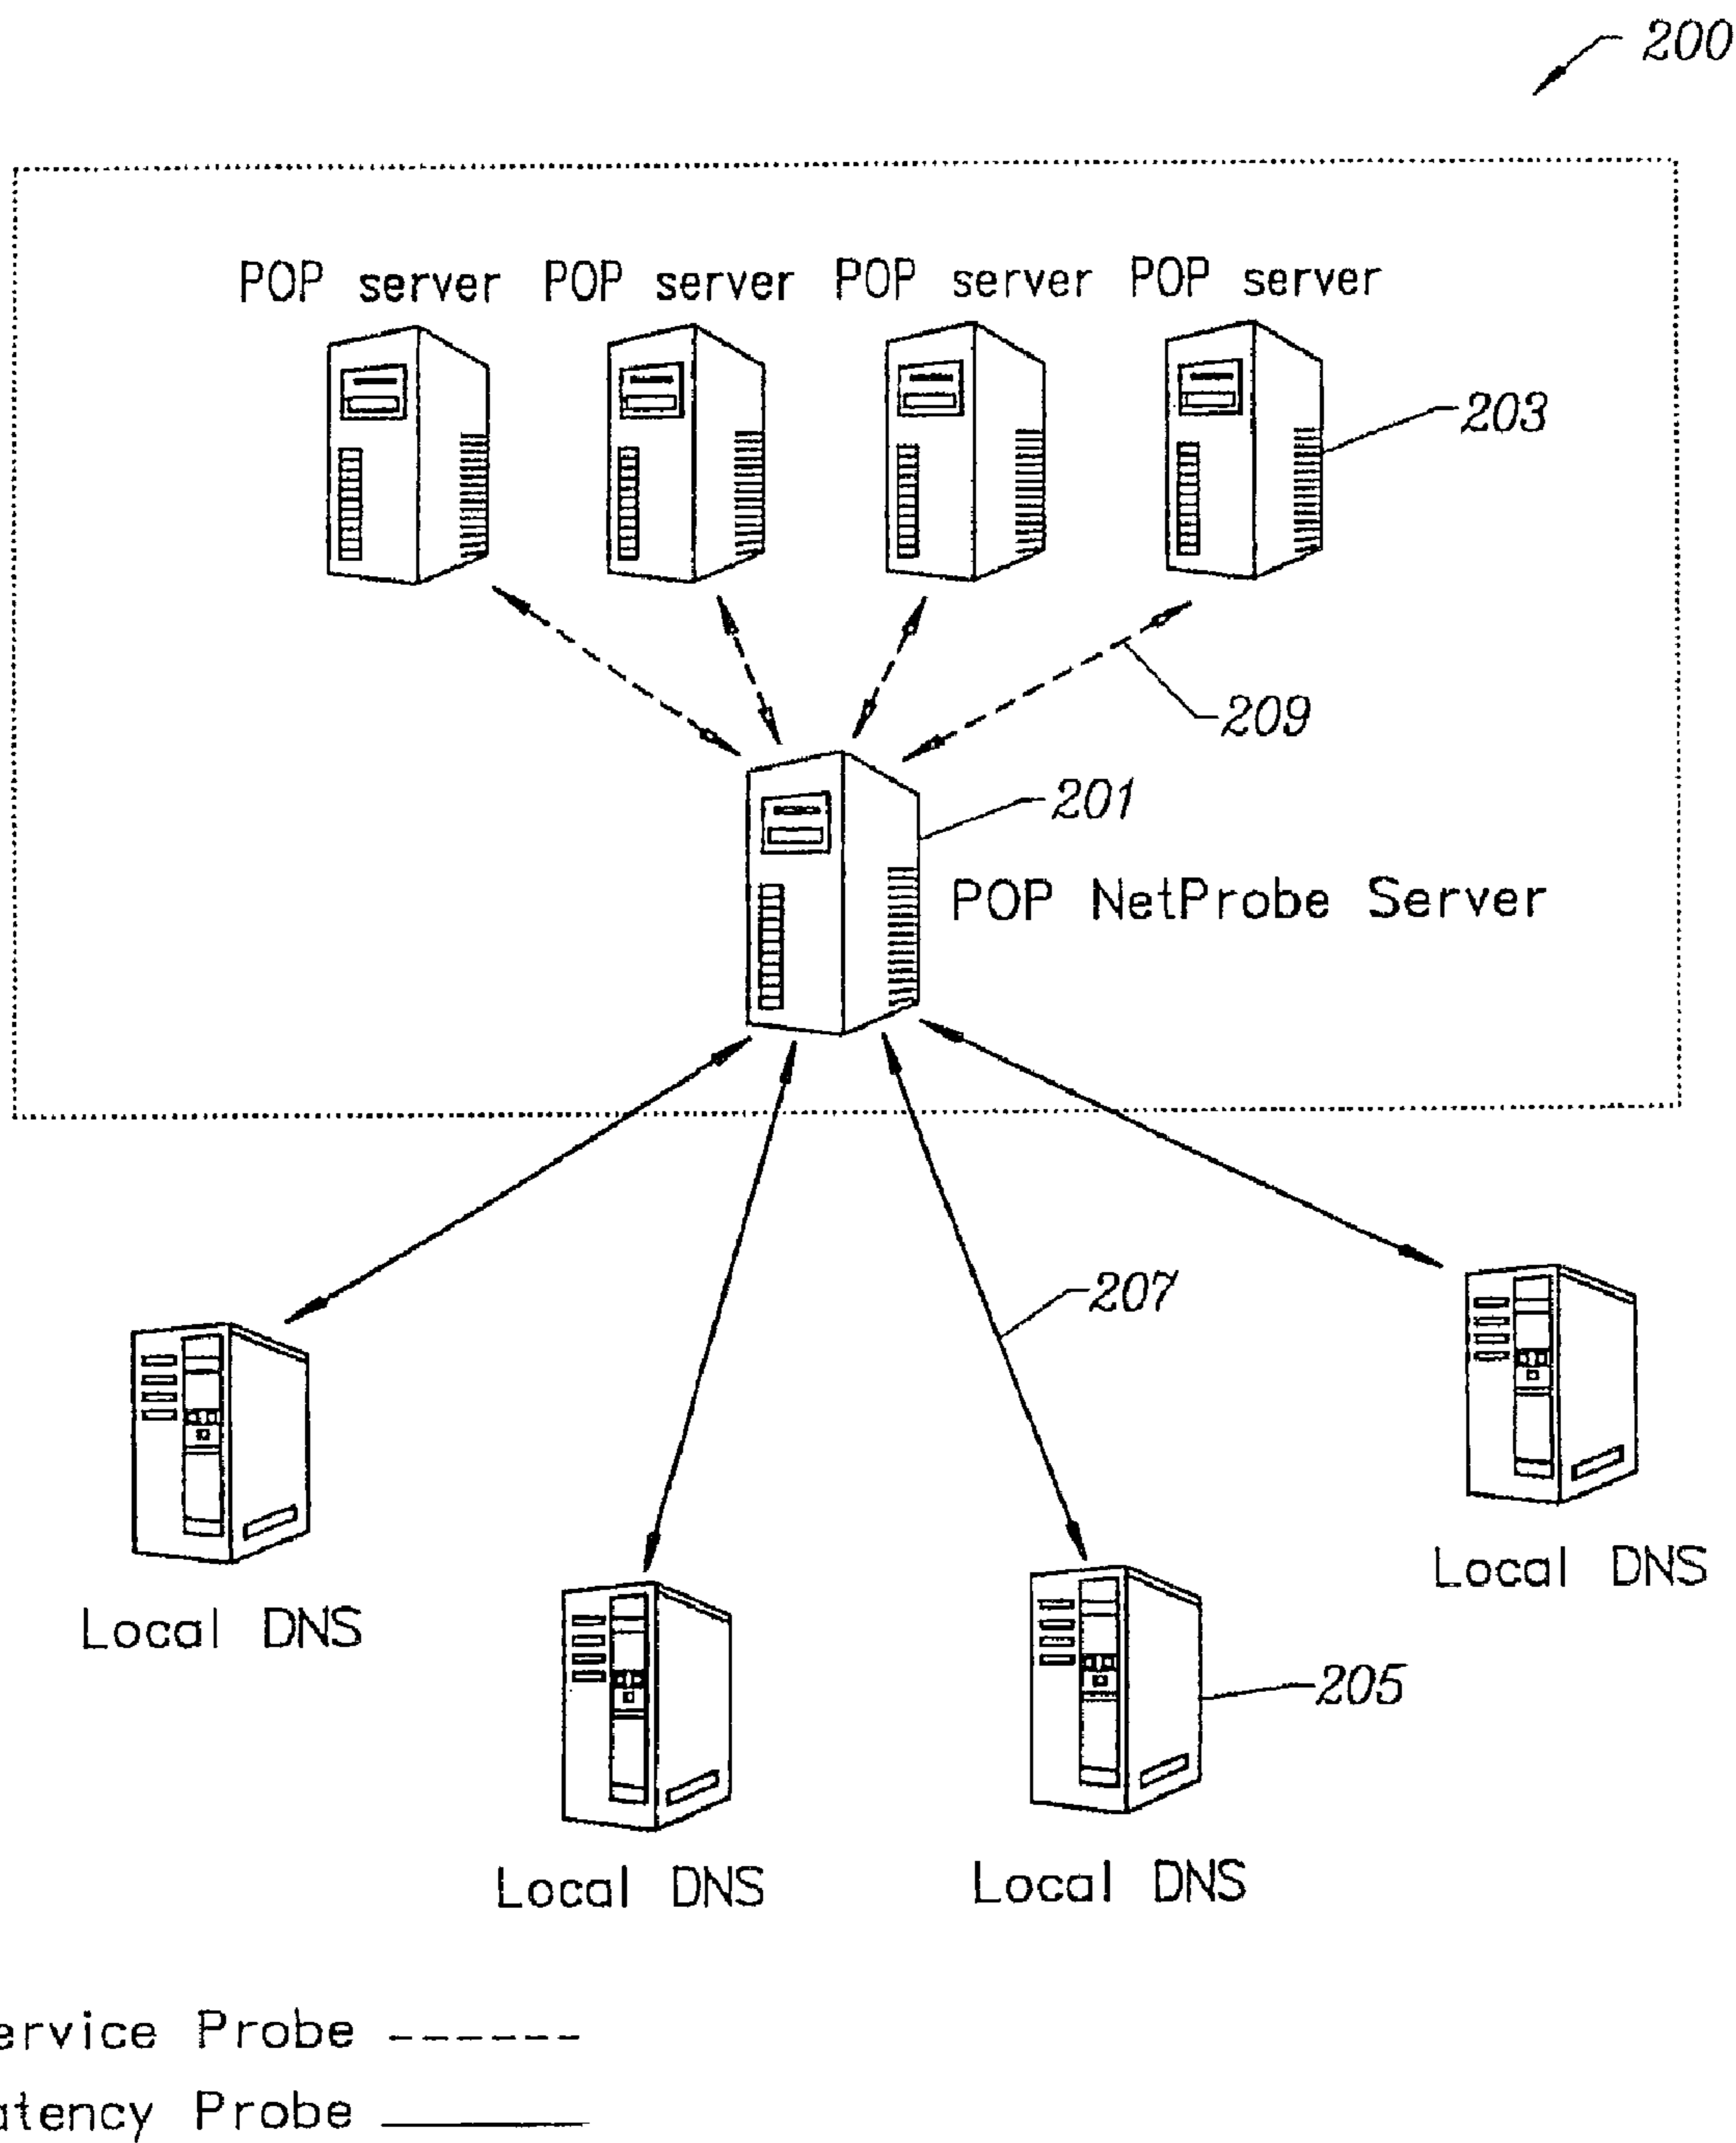 200
POP server POP server POP server POP server
203
209
201
POP NetProbe Server
207
Local DNS
Local DNS
205
Local DNS
Local DNS
ervice Probe
atency Probe